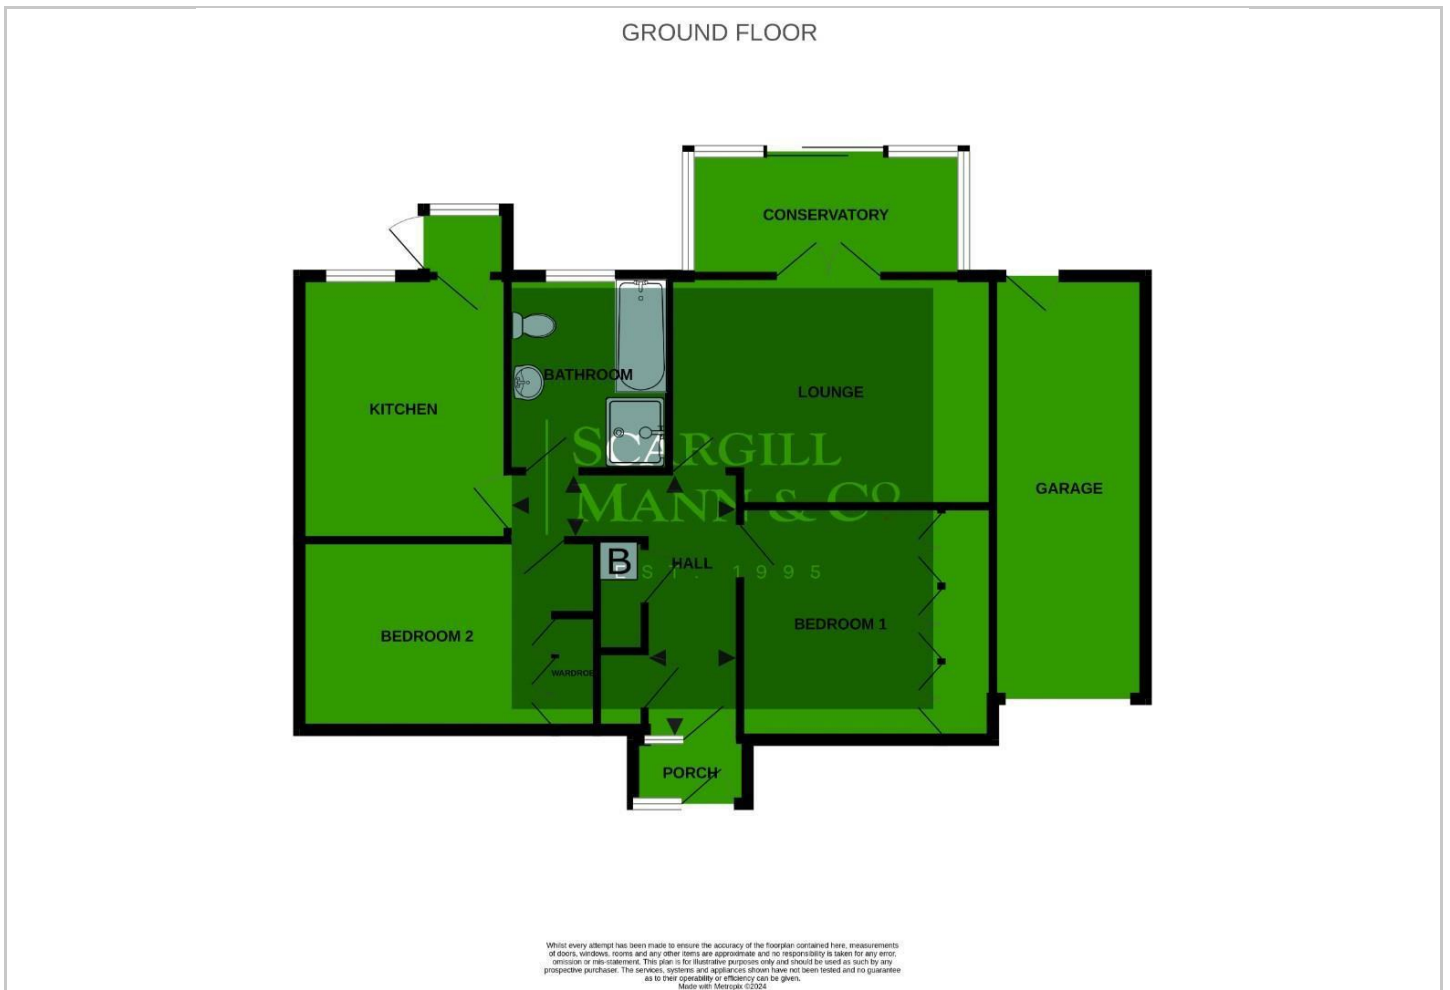 GROUND FLOOR
CONSERVATORY
BATHROOM
LOUNGE
KITCHEN
SCARGILL
MANN & CO
GARAGE
B
HALL
EST. 1995
BEDROOM 1
BEDROOM 2
WARDROBE
PORCH
Whilst every attempt has been made to ensure the accuracy of the floorplan contained here, measurements
of doors, windows, rooms and any other items are approximate and no responsibility is taken for any error,
omission or mis-statement. This plan is for illustrative purposes only and should be used as such by any
prospective purchaser. The services, systems and appliances shown have not been tested and no guarantee
as to their operability or efficiency can be given.
Made with Metropix ©2024